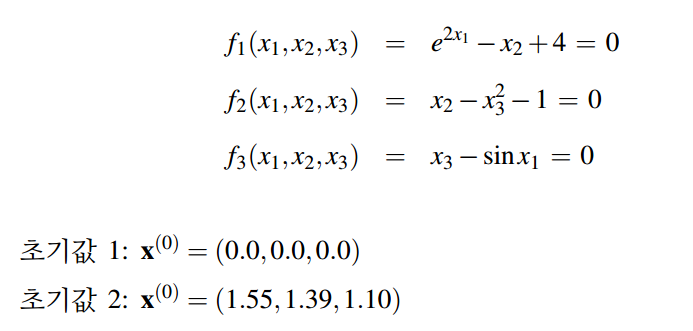 f₁(x₁,x₂,x₃) = e^{2x₁} − x₂ + 4 = 0
f₂(x₁,x₂,x₃) = x₂ − x₃² − 1 = 0
f₃(x₁,x₂,x₃) = x₃ − sin x₁ = 0
초기값 1: x⁽⁰⁾ = (0.0,0.0,0.0)
초기값 2: x⁽⁰⁾ = (1.55,1.39,1.10)